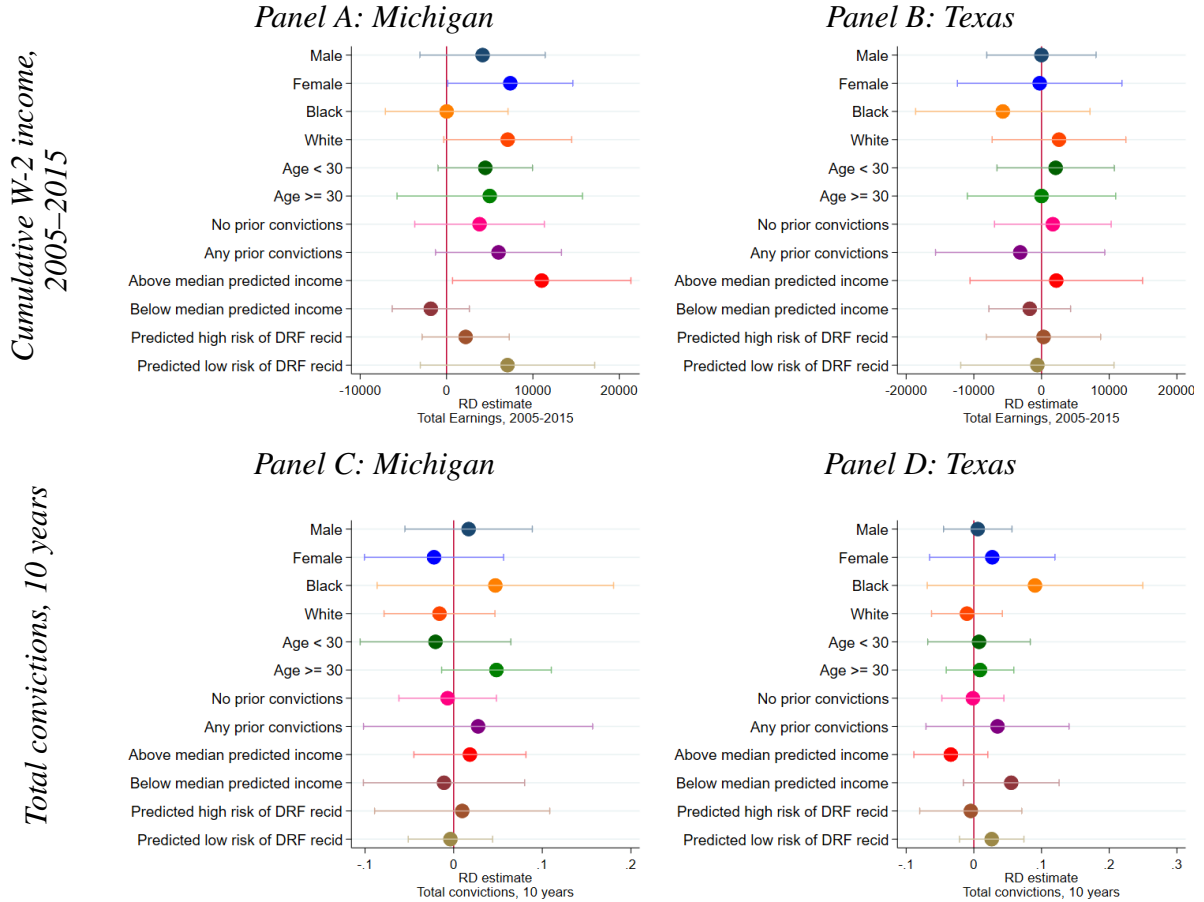 Cumulative W-2 income,
2005–2015
Panel A: Michigan
Male
Female
Black
White
Age < 30
Age >= 30
No prior convictions
Any prior convictions
Above median predicted income
Below median predicted income
Predicted high risk of DRF recid
Predicted low risk of DRF recid
-10000 0 10000 20000
RD estimate
Total Earnings, 2005-2015
Panel B: Texas
Male
Female
Black
White
Age < 30
Age >= 30
No prior convictions
Any prior convictions
Above median predicted income
Below median predicted income
Predicted high risk of DRF recid
Predicted low risk of DRF recid
-20000 -10000 0 10000 20000
RD estimate
Total Earnings, 2005-2015
Total convictions, 10 years
Panel C: Michigan
Male
Female
Black
White
Age < 30
Age >= 30
No prior convictions
Any prior convictions
Above median predicted income
Below median predicted income
Predicted high risk of DRF recid
Predicted low risk of DRF recid
-.1 0 .1 .2
RD estimate
Total convictions, 10 years
Panel D: Texas
Male
Female
Black
White
Age < 30
Age >= 30
No prior convictions
Any prior convictions
Above median predicted income
Below median predicted income
Predicted high risk of DRF recid
Predicted low risk of DRF recid
-.1 0 .1 .2 .3
RD estimate
Total convictions, 10 years